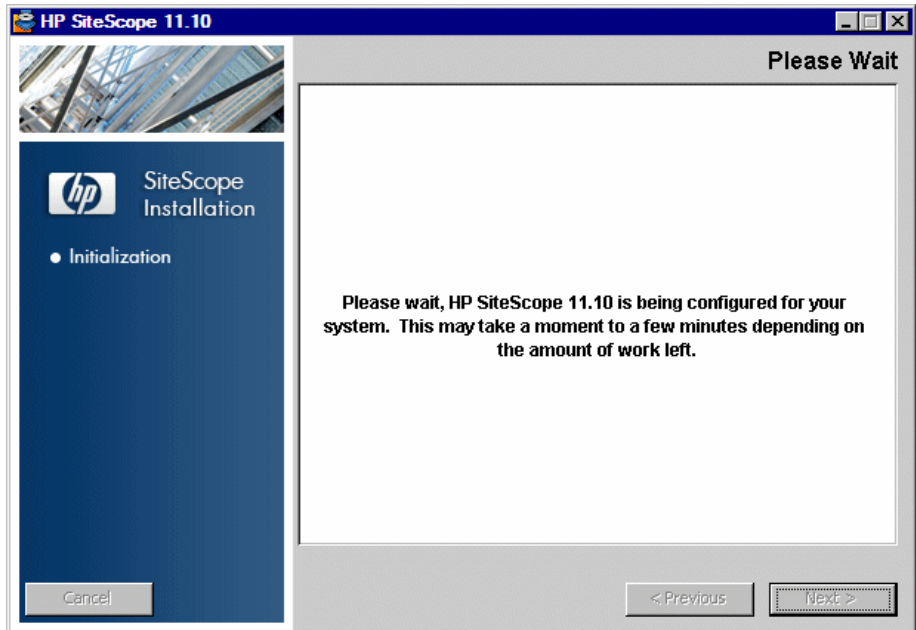 HP SiteScope 11.10
Please Wait
hp
SiteScope
Installation
Initialization
Please wait, HP SiteScope 11.10 is being configured for your
system. This may take a moment to a few minutes depending on
the amount of work left.
Cancel
< Previous
Next >